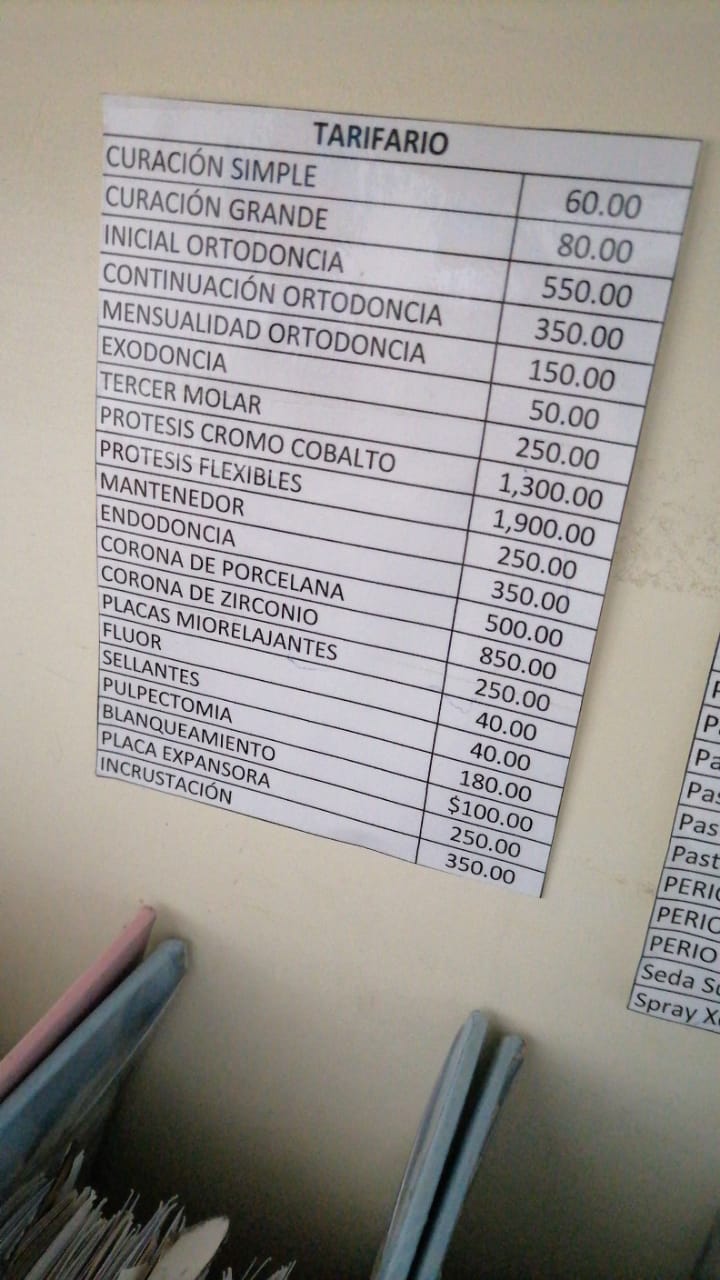 TARIFARIO
CURACIÓN SIMPLE 60.00
CURACIÓN GRANDE 80.00
INICIAL ORTODONCIA 550.00
CONTINUACIÓN ORTODONCIA 350.00
MENSUALIDAD ORTODONCIA 150.00
EXODONCIA 50.00
TERCER MOLAR 250.00
PROTESIS CROMO COBALTO 1,300.00
PROTESIS FLEXIBLES 1,900.00
MANTENEDOR 250.00
ENDODONCIA 350.00
CORONA DE PORCELANA 500.00
CORONA DE ZIRCONIO 850.00
PLACAS MIORELAJANTES 250.00
FLUOR 40.00
SELLANTES 40.00
PULPECTOMIA 180.00
BLANQUEAMIENTO $100.00
PLACA EXPANSORA 250.00
INCRUSTACIÓN 350.00
Pa
Pas
Pas
Past
PERIO
PERIO
PERIO
Seda
Spray